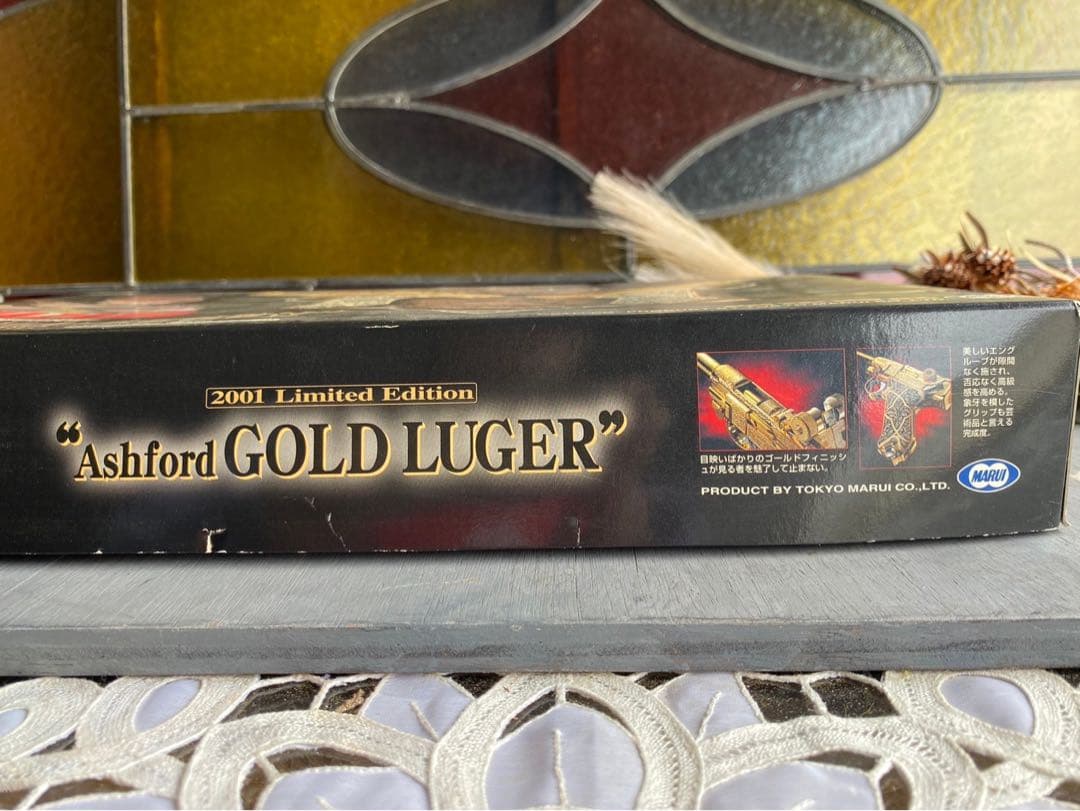 2001 Limited Edition
“Ashford GOLD LUGER”
目映いばかりのゴールドフィニッシ
ュが見る者を魅了して止まない。
美しいエング
ルーブが隙間
なく施され、
否応なく高級
感を高める。
象牙を模した
グリップも芸
術品と言える
完成度。
PRODUCT BY TOKYO MARUI CO.,LTD.
MARUI